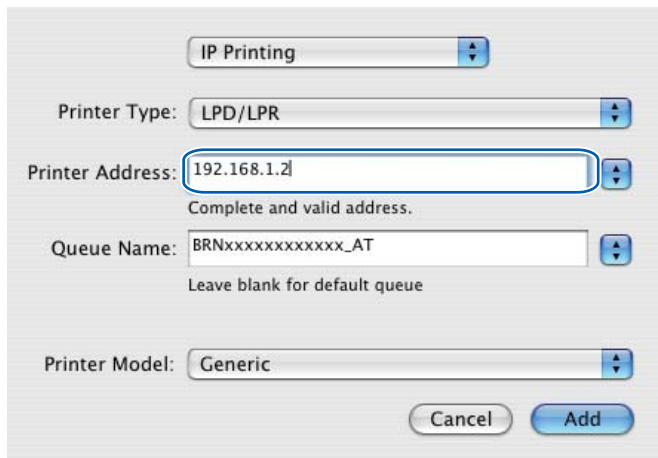 IP Printing
Printer Type: LPD/LPR
Printer Address: 192.168.1.2
Complete and valid address.
Queue Name: BRNxxxxxxxxxxxx_AT
Leave blank for default queue
Printer Model: Generic
Cancel Add